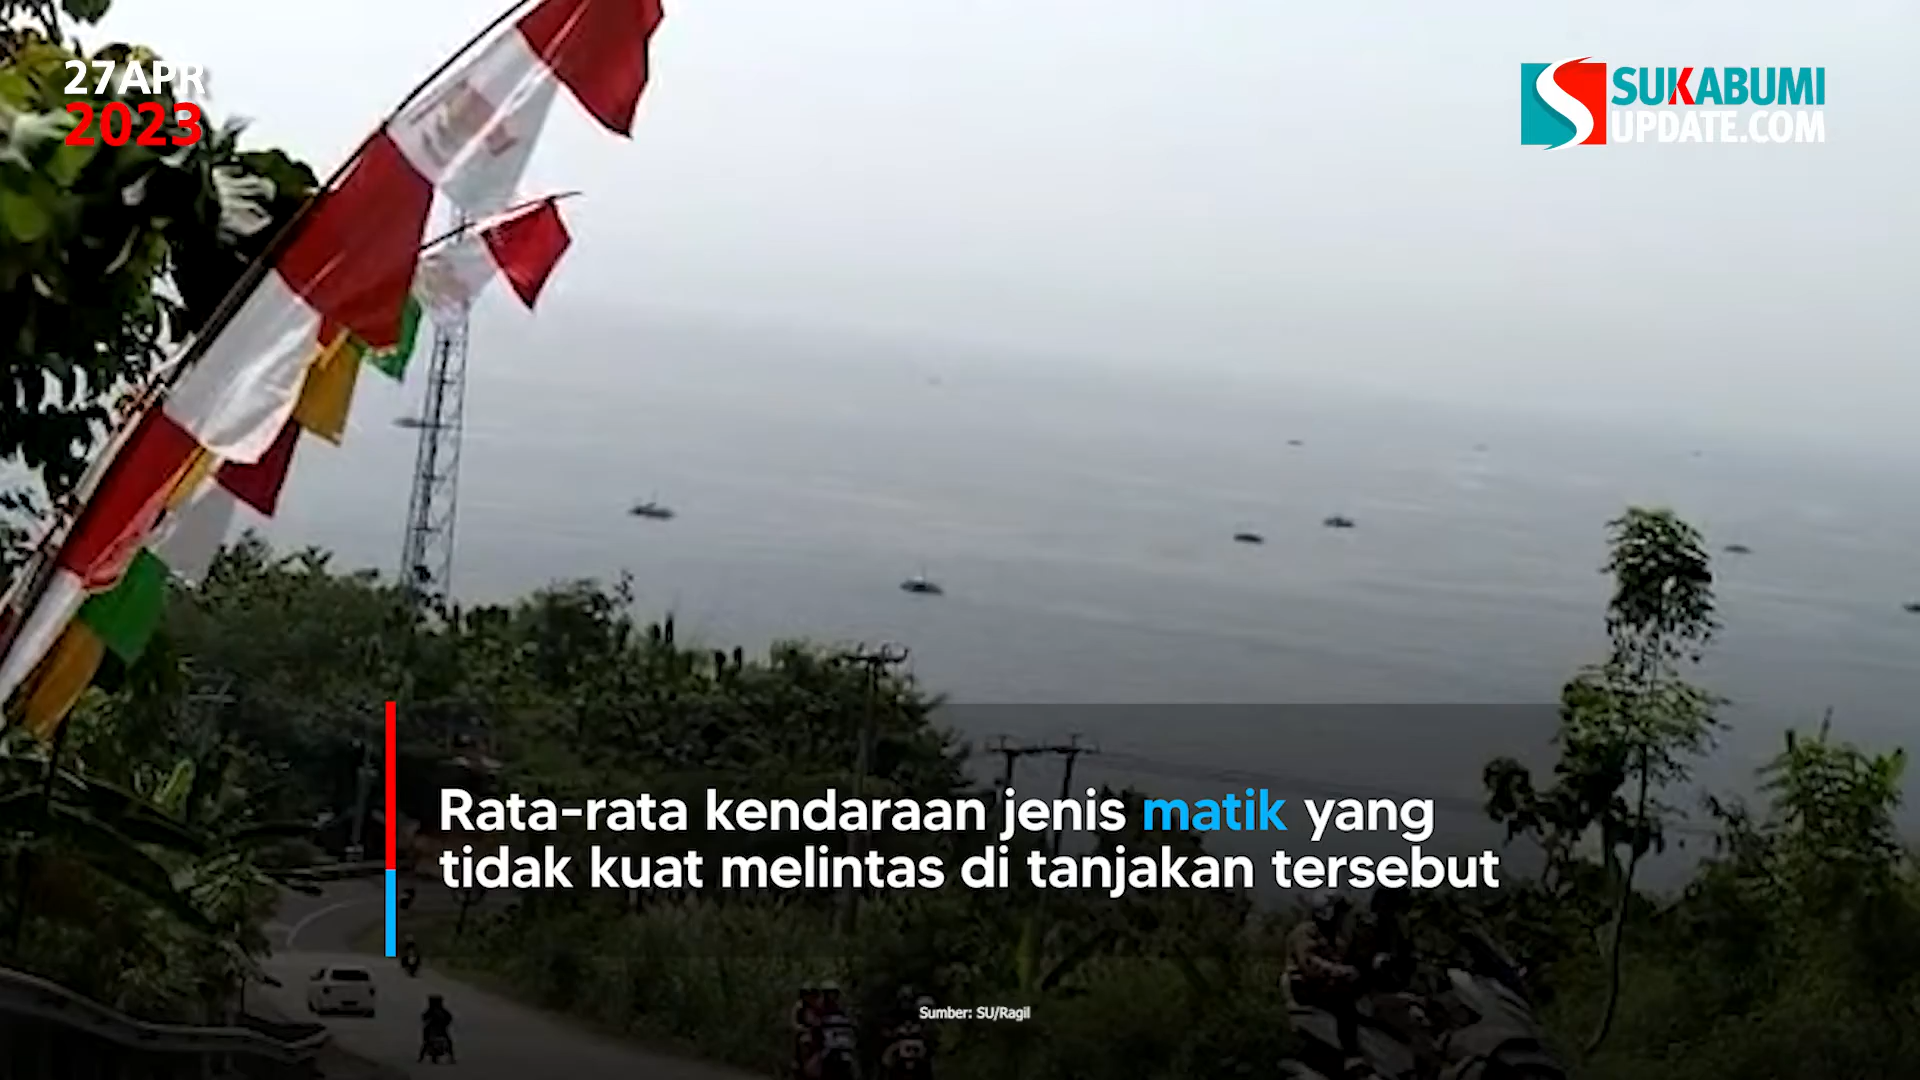 27APR
2023
SUKABUMI
UPDATE.COM
Rata-rata kendaraan jenis matik yang
tidak kuat melintas di tanjakan tersebut
Sumber: SU/Ragil